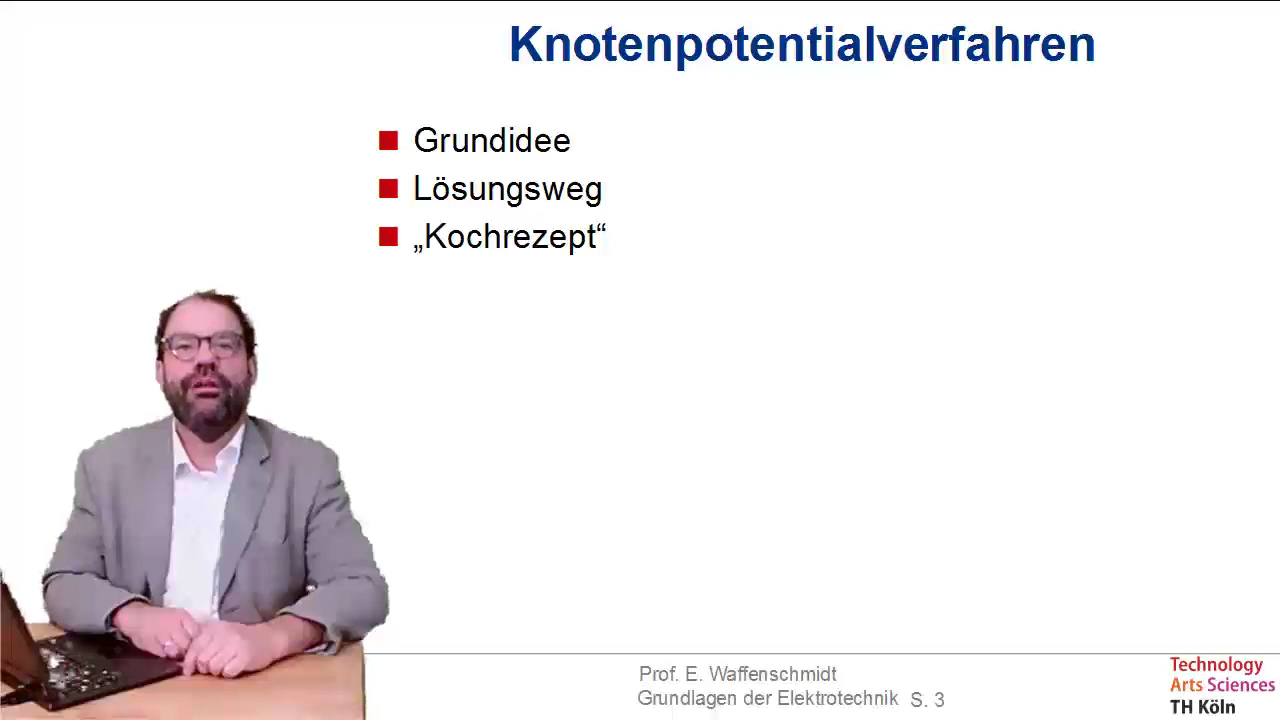 Knotenpotentialverfahren
Grundidee
Lösungsweg
„Kochrezept“
Prof. E. Waffenschmidt
Grundlagen der Elektrotechnik S. 3
Technology
Arts Sciences
TH Köln